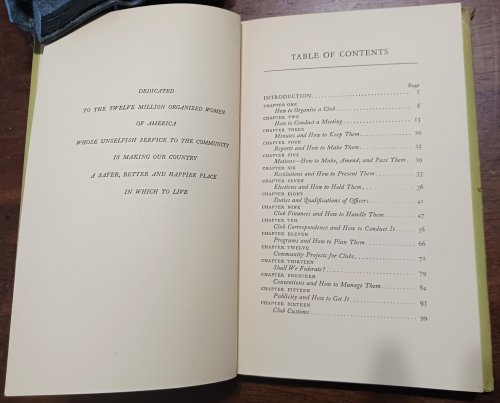 DEDICATED
TO THE TWELVE MILLION ORGANIZED WOMEN
OF AMERICA
WHOSE UNSELFISH SERVICE TO THE COMMUNITY
IS MAKING OUR COUNTRY
A SAFER, BETTER AND HAPPIER PLACE
IN WHICH TO LIVE
TABLE OF CONTENTS
Page
INTRODUCTION 5
CHAPTER ONE
How to Organize a Club 8
CHAPTER TWO
How to Conduct a Meeting 15
CHAPTER THREE
Minutes and How to Keep Them 20
CHAPTER FOUR
Reports and How to Make Them 25
CHAPTER FIVE
Motions—How to Make, Amend, and Pass Them 29
CHAPTER SIX
Resolutions and How to Present Them 33
CHAPTER SEVEN
Elections and How to Hold Them 36
CHAPTER EIGHT
Duties and Qualifications of Officers 41
CHAPTER NINE
Club Finances and How to Handle Them 47
CHAPTER TEN
Club Correspondence and How to Conduct It 56
CHAPTER ELEVEN
Programs and How to Plan Them 66
CHAPTER TWELVE
Community Projects for Clubs 72
CHAPTER THIRTEEN
Shall We Federate? 79
CHAPTER FOURTEEN
Conventions and How to Manage Them 84
CHAPTER FIFTEEN
Publicity and How to Get It 93
CHAPTER SIXTEEN
Club Customs 99